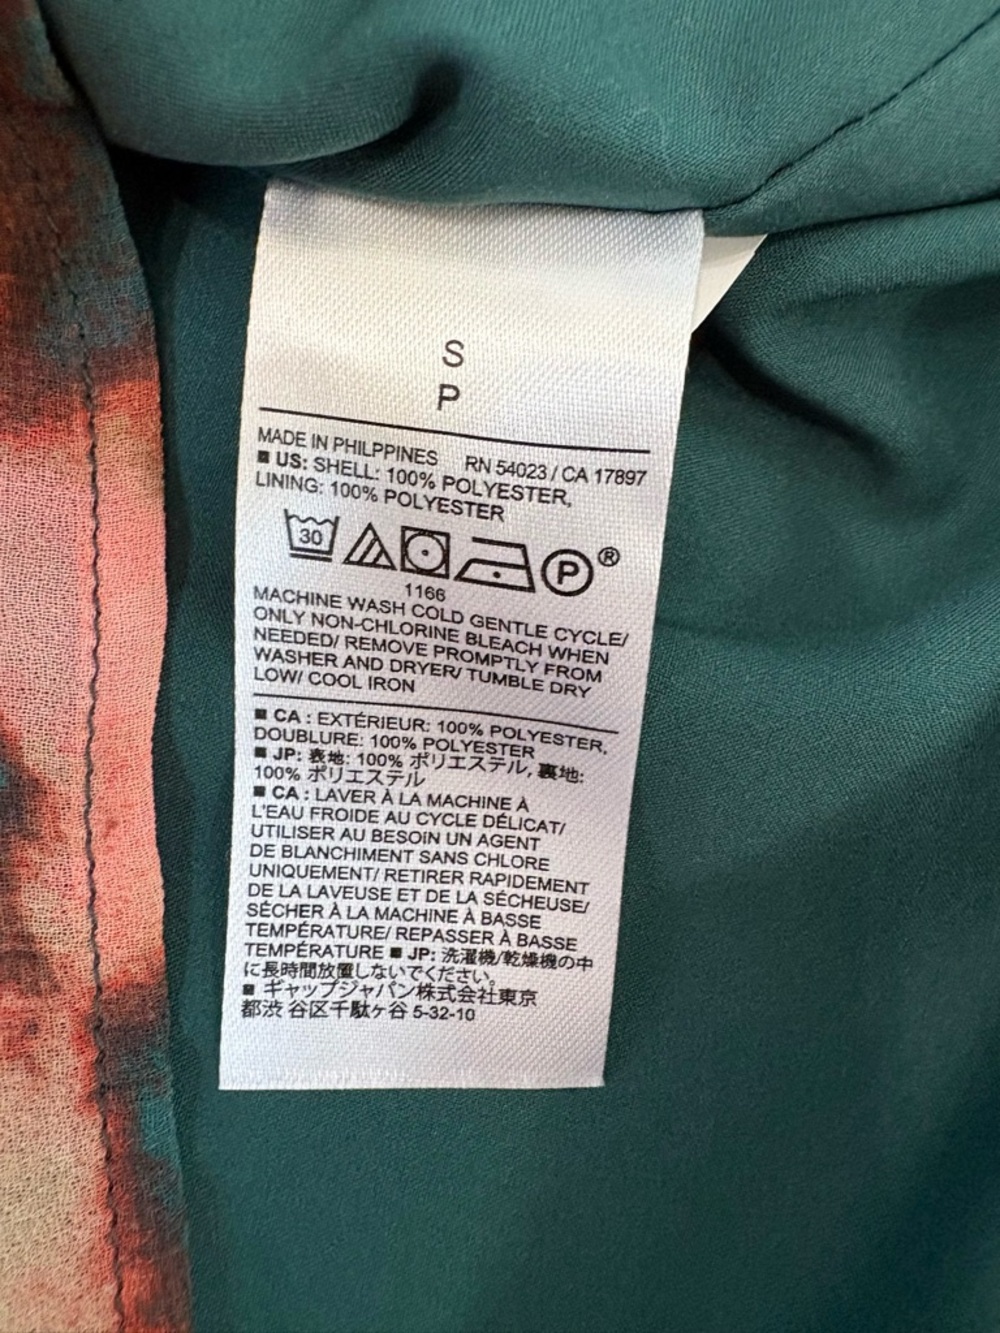 S
P
MADE IN PHILPPINES RN 54023 / CA 17897
■ US: SHELL: 100% POLYESTER,
LINING: 100% POLYESTER
30 P ®
1166
MACHINE WASH COLD GENTLE CYCLE/
ONLY NON-CHLORINE BLEACH WHEN
NEEDED/ REMOVE PROMPTLY FROM
WASHER AND DRYER/ TUMBLE DRY
LOW/ COOL IRON
■ CA : EXTÉRIEUR: 100% POLYESTER,
DOUBLURE: 100% POLYESTER
■ JP: 表地: 100% ポリエステル, 裏地:
100% ポリエステル
■ CA : LAVER À LA MACHINE À
L'EAU FROIDE AU CYCLE DÉLICAT/
UTILISER AU BESOiN UN AGENT
DE BLANCHIMENT SANS CHLORE
UNIQUEMENT/ RETIRER RAPIDEMENT
DE LA LAVEUSE ET DE LA SÉCHEUSE/
SÉCHER À LA MACHINE À BASSE
TEMPÉRATURE/ REPASSER À BASSE
TEMPÉRATURE ■ JP: 洗濯機/乾燥機の中
に長時間放置しないでください。
■ ギャップジャパン株式会社東京
都渋 谷区千駄ヶ谷 5-32-10